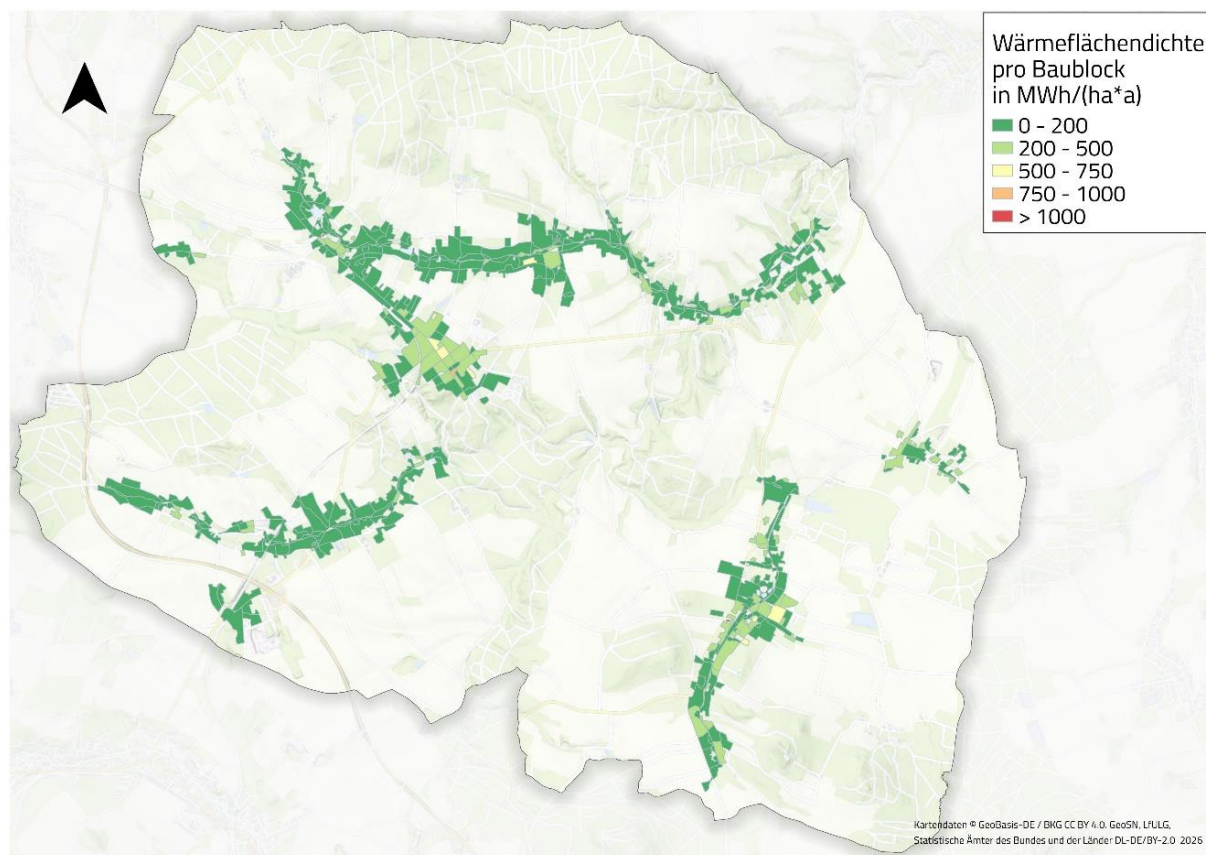 Wärmeflächendichte
pro Baublock
in MWh/(ha*a)
0 - 200
200 - 500
500 - 750
750 - 1000
> 1000
Kartendaten © GeoBasis-DE / BKG CC BY 4.0. GeoSN, LfULG,
Statistische Ämter des Bundes und der Länder DL-DE/BY-2.0 2026